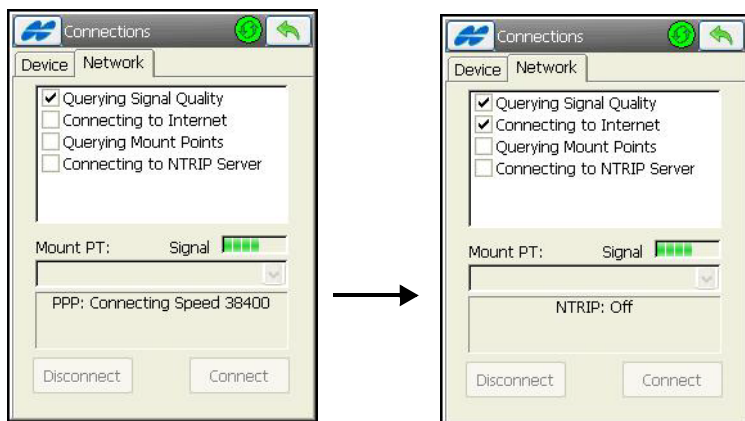 Connections
Device Network
Querying Signal Quality
Connecting to Internet
Querying Mount Points
Connecting to NTRIP Server
Mount PT: Signal
PPP: Connecting Speed 38400
Disconnect Connect
Connections
Device Network
Querying Signal Quality
Connecting to Internet
Querying Mount Points
Connecting to NTRIP Server
Mount PT: Signal
NTRIP: Off
Disconnect Connect